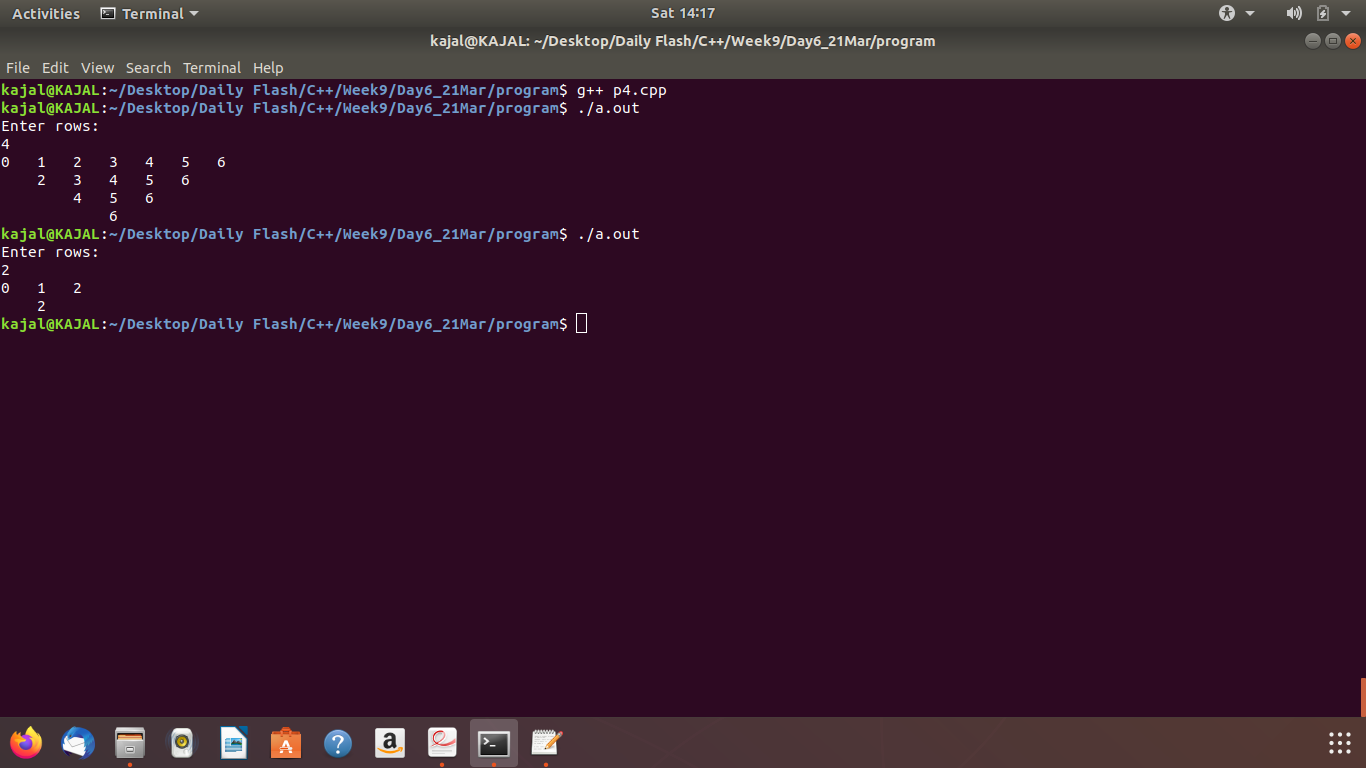 Activities Terminal Sat 14:17
kajal@KAJAL: ~/Desktop/Daily Flash/C++/Week9/Day6_21Mar/program
File Edit View Search Terminal Help
kajal@KAJAL:~/Desktop/Daily Flash/C++/Week9/Day6_21Mar/program$ g++ p4.cpp
kajal@KAJAL:~/Desktop/Daily Flash/C++/Week9/Day6_21Mar/program$ ./a.out
Enter rows:
4
0   1   2   3   4   5   6
    2   3   4   5   6
        4   5   6
            6
kajal@KAJAL:~/Desktop/Daily Flash/C++/Week9/Day6_21Mar/program$ ./a.out
Enter rows:
2
0   1   2
    2
kajal@KAJAL:~/Desktop/Daily Flash/C++/Week9/Day6_21Mar/program$